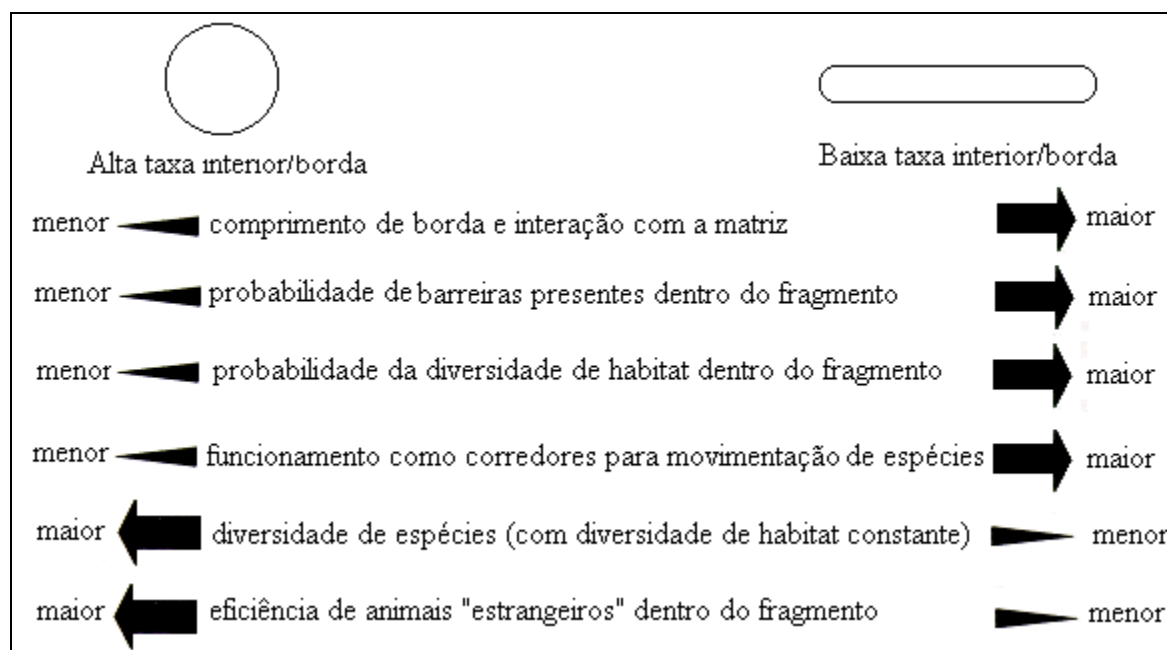 Alta taxa interior/borda
Baixa taxa interior/borda
menor comprimento de borda e interação com a matriz maior
menor probabilidade de barreiras presentes dentro do fragmento maior
menor probabilidade da diversidade de habitat dentro do fragmento maior
menor funcionamento como corredores para movimentação de espécies maior
maior diversidade de espécies (com diversidade de habitat constante) menor
maior eficiência de animais "estrangeiros" dentro do fragmento menor